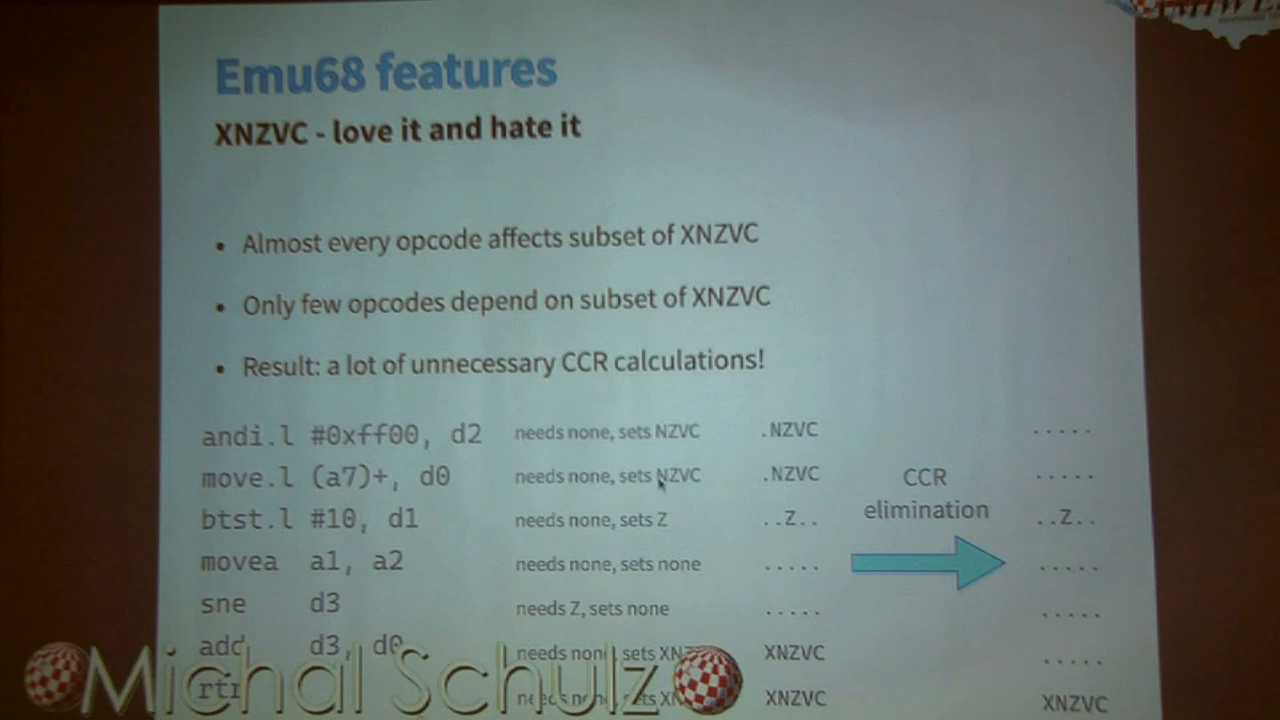 Emu68 features
XNZVC - love it and hate it
• Almost every opcode affects subset of XNZVC
• Only few opcodes depend on subset of XNZVC
• Result: a lot of unnecessary CCR calculations!
andi.l #0xff00, d2 needs none, sets NZVC .NZVC .....
move.l (a7)+, d0 needs none, sets NZVC .NZVC .....
btst.l #10, d1 needs none, sets Z ..Z.. ..Z..
movea a1, a2 needs none, sets none ..... .....
sne d3 needs Z, sets none ..... .....
add d3, d0 needs none, sets XNZVC .....
XNZVC XNZVC
CCR
elimination
Michal Schulz